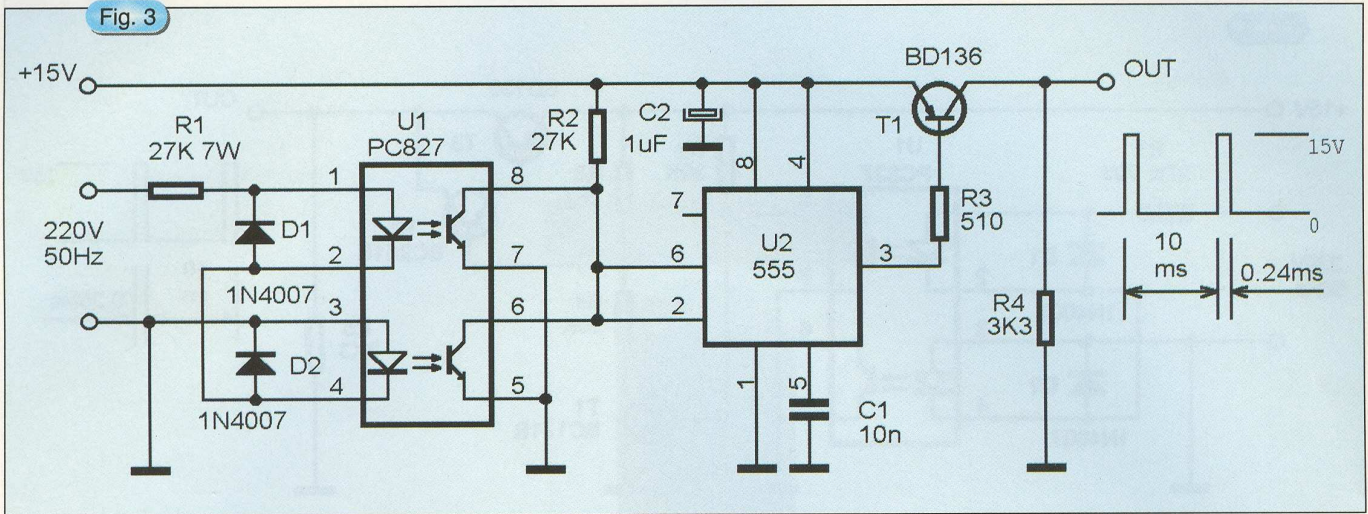 Fig. 3
+15V
R1
27K 7W
220V
50Hz
D1
1N4007
D2
1N4007
U1
PC827
1
2
3
4
8
7
6
5
R2
27K
C2
1uF
8
4
7
6
2
U2
555
3
1
5
C1
10n
BD136
T1
R3
510
R4
3K3
OUT
15V
0
10
ms
0.24ms